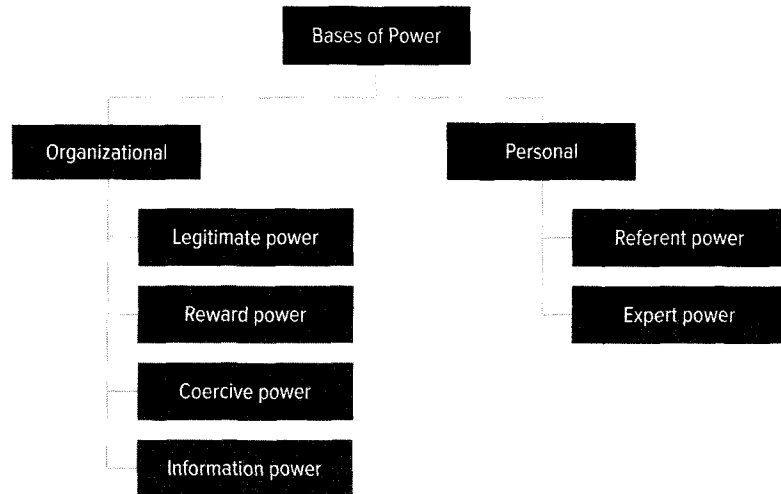 Bases of Power
Organizational
Legitimate power
Reward power
Coercive power
Information power
Personal
Referent power
Expert power